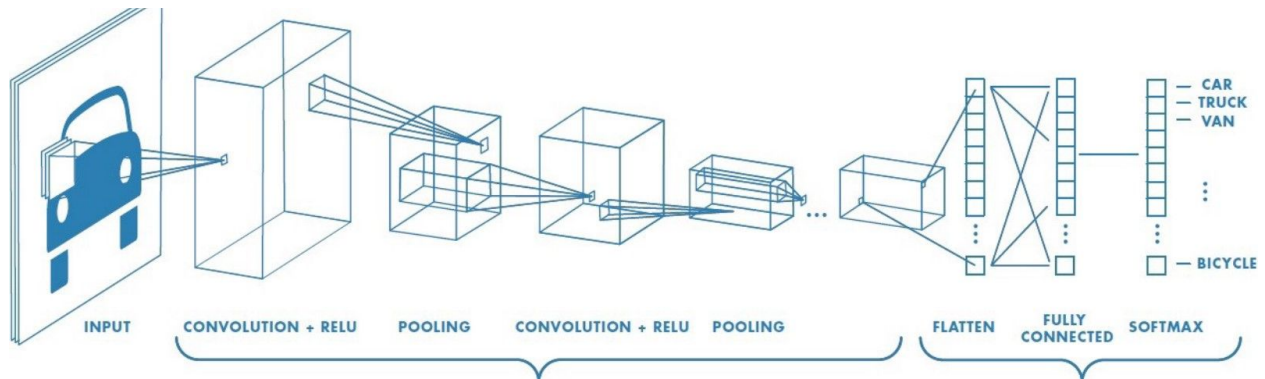 CAR
TRUCK
VAN
BICYCLE
INPUT
CONVOLUTION + RELU
POOLING
CONVOLUTION + RELU
POOLING
FLATTEN
FULLY
CONNECTED
SOFTMAX